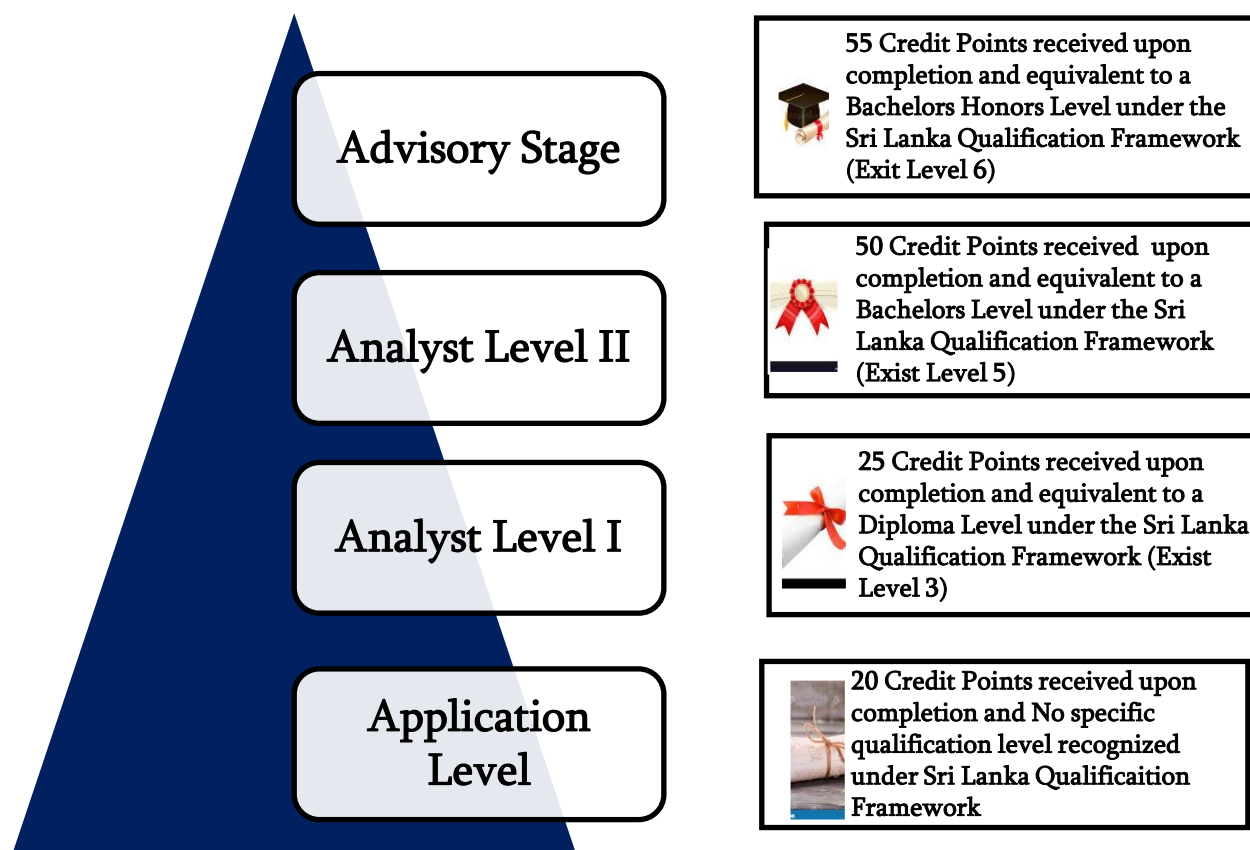 Advisory Stage
55 Credit Points received upon
completion and equivalent to a
Bachelors Honors Level under the
Sri Lanka Qualification Framework
(Exit Level 6)
Analyst Level II
50 Credit Points received  upon
completion and equivalent to a
Bachelors Level under the Sri
Lanka Qualification Framework
(Exist Level 5)
Analyst Level I
25 Credit Points received upon
completion and equivalent to a
Diploma Level under the Sri Lanka
Qualification Framework (Exist
Level 3)
Application
Level
20 Credit Points received upon
completion and No specific
qualification level recognized
under Sri Lanka Qualificaition
Framework